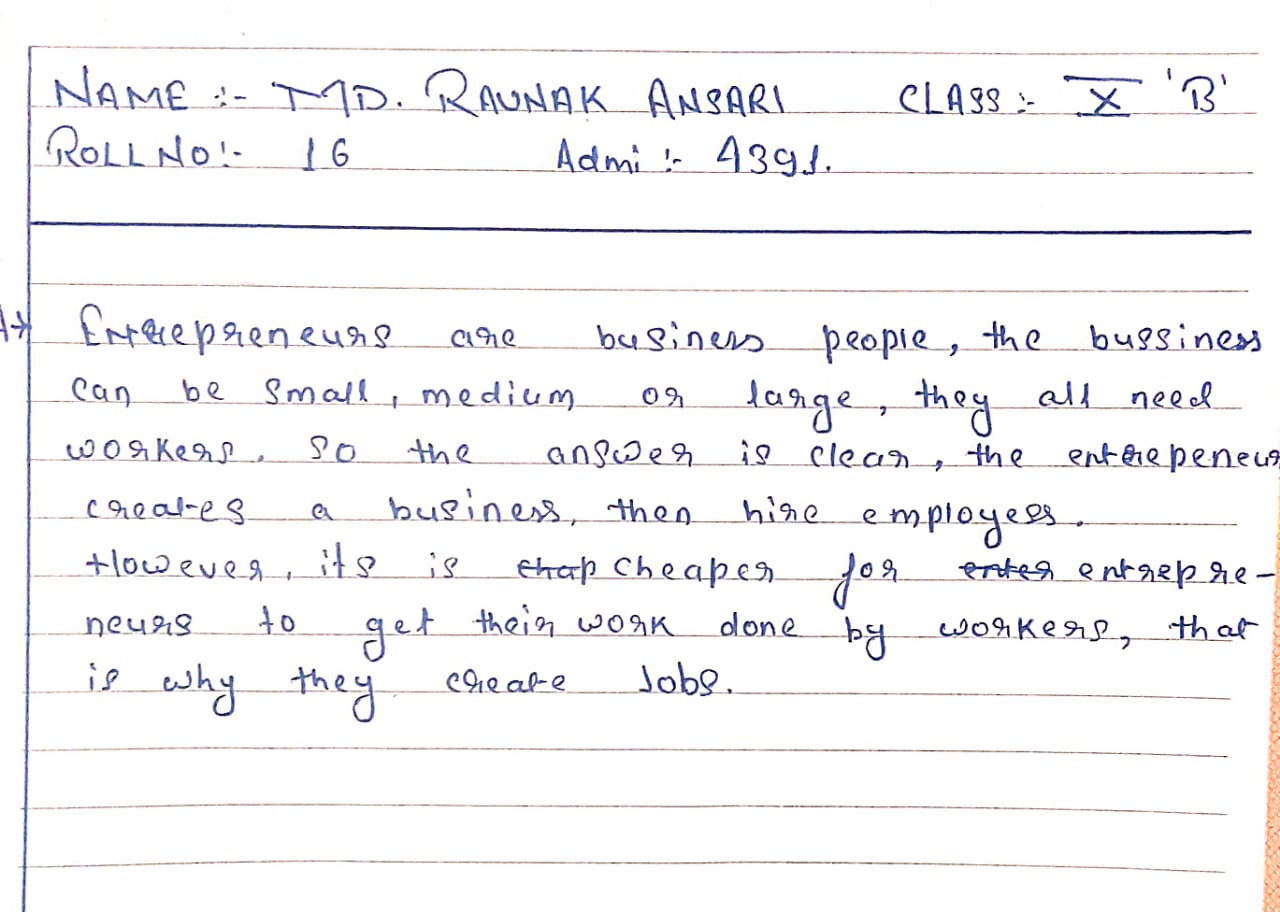 NAME :- MD. RAUNAK ANSARI CLASS :- X 'B'
ROLL NO :- 16 Admi :- 4391.
A→ Entrepreneurs are business people, the bussiness
can be small, medium or large, they all need
workers. So the answer is clear, the entrepeneur
creates a business, then hire employees.
However, its is chap cheaper for enter entrepre-
neurs to get their work done by workers, that
is why they create Jobs.